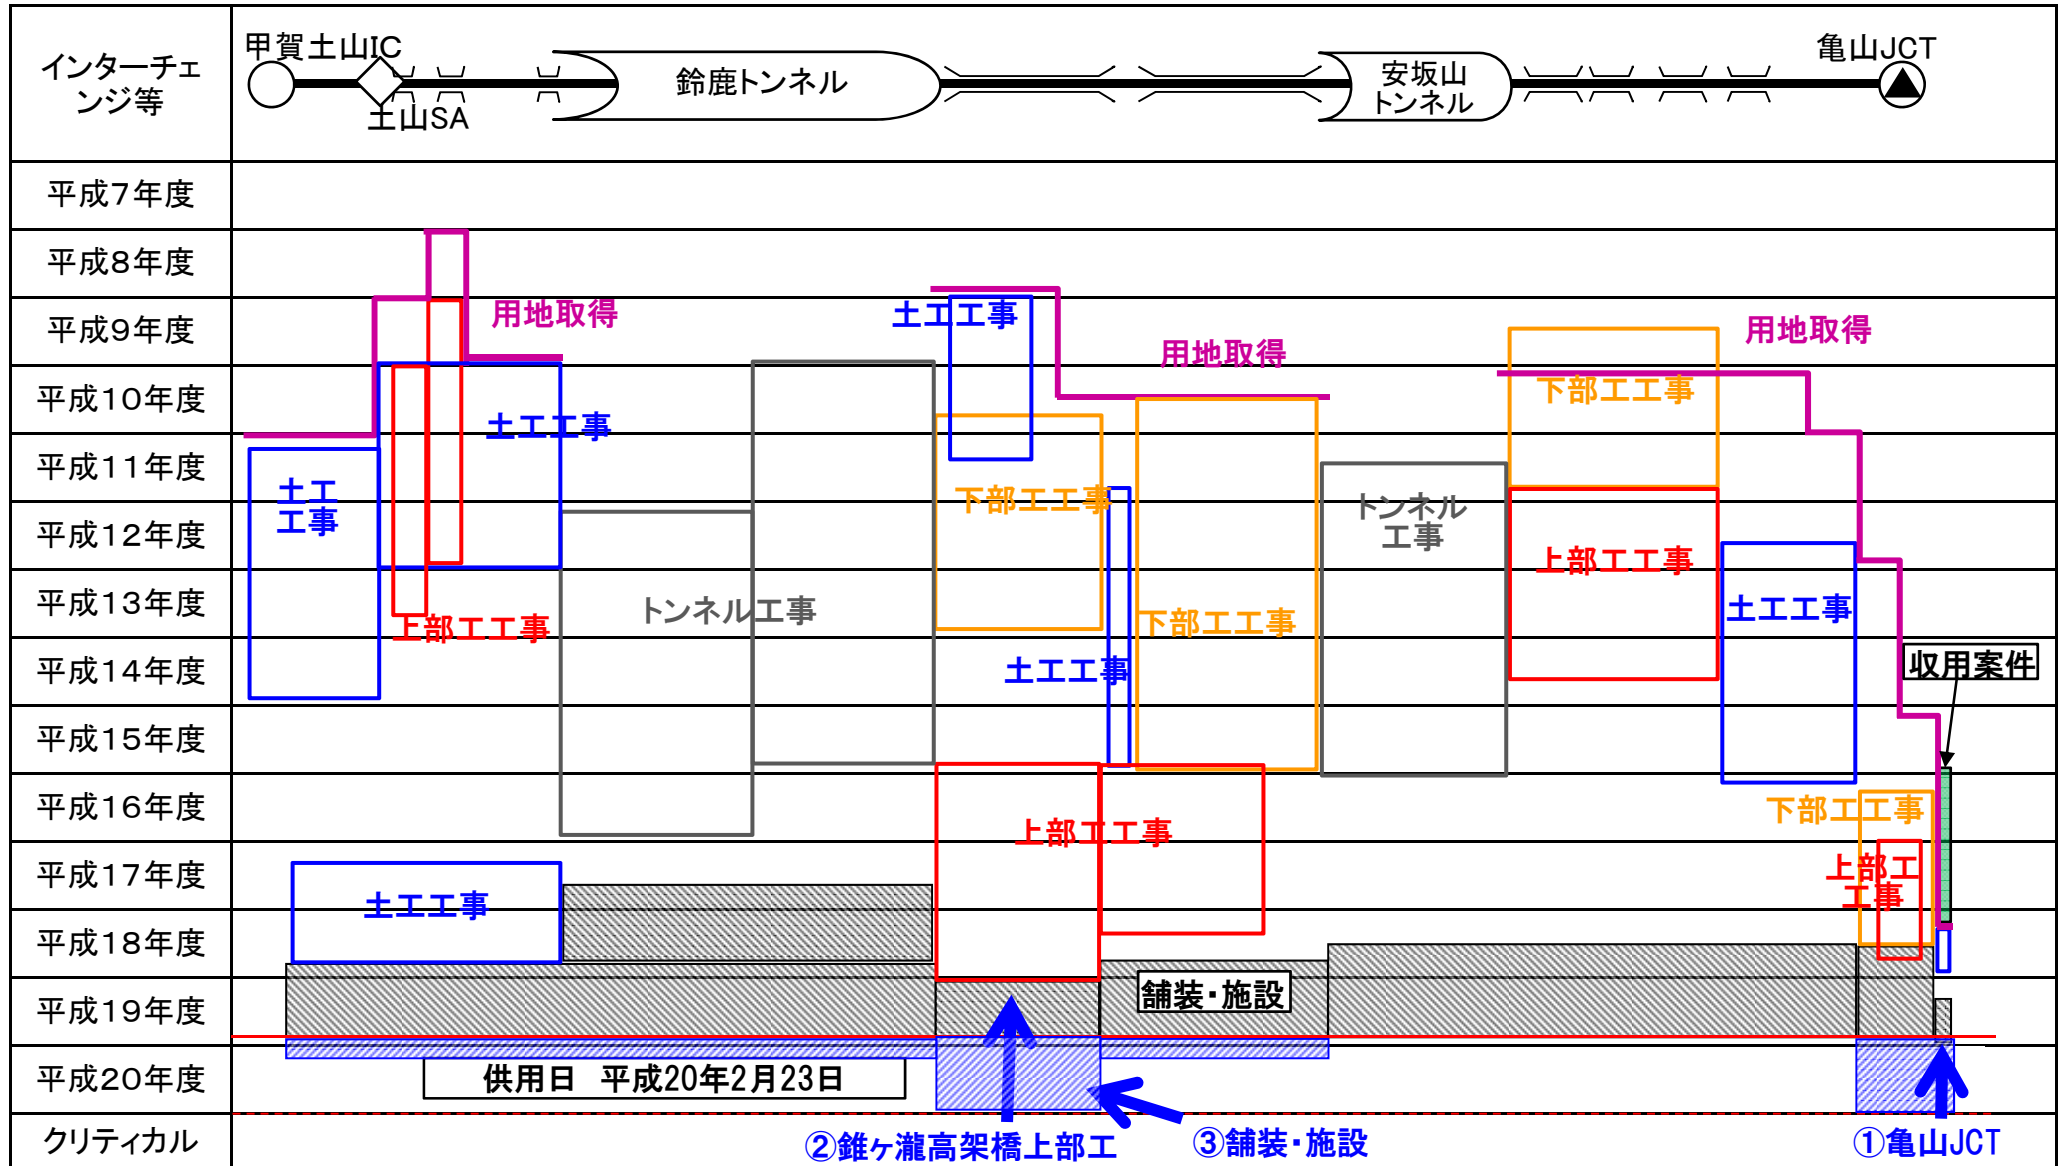 インターチェ
ンジ等
甲賀土山IC
土山SA
鈴鹿トンネル
安坂山
トンネル
亀山JCT
平成7年度
平成8年度
平成9年度
用地取得
土工工事
用地取得
用地取得
平成10年度
土工工事
下部工工事
平成11年度
土工
工事
下部工工事
トンネル
工事
平成12年度
上部工工事
平成13年度
上部工工事
トンネル工事
下部工工事
土工工事
平成14年度
土工工事
収用案件
平成15年度
平成16年度
上部工工事
下部工工事
平成17年度
土工工事
上部工
工事
平成18年度
平成19年度
舗装・施設
平成20年度
供用日 平成20年2月23日
クリティカル
②錐ヶ瀧高架橋上部工
③舗装・施設
①亀山JCT